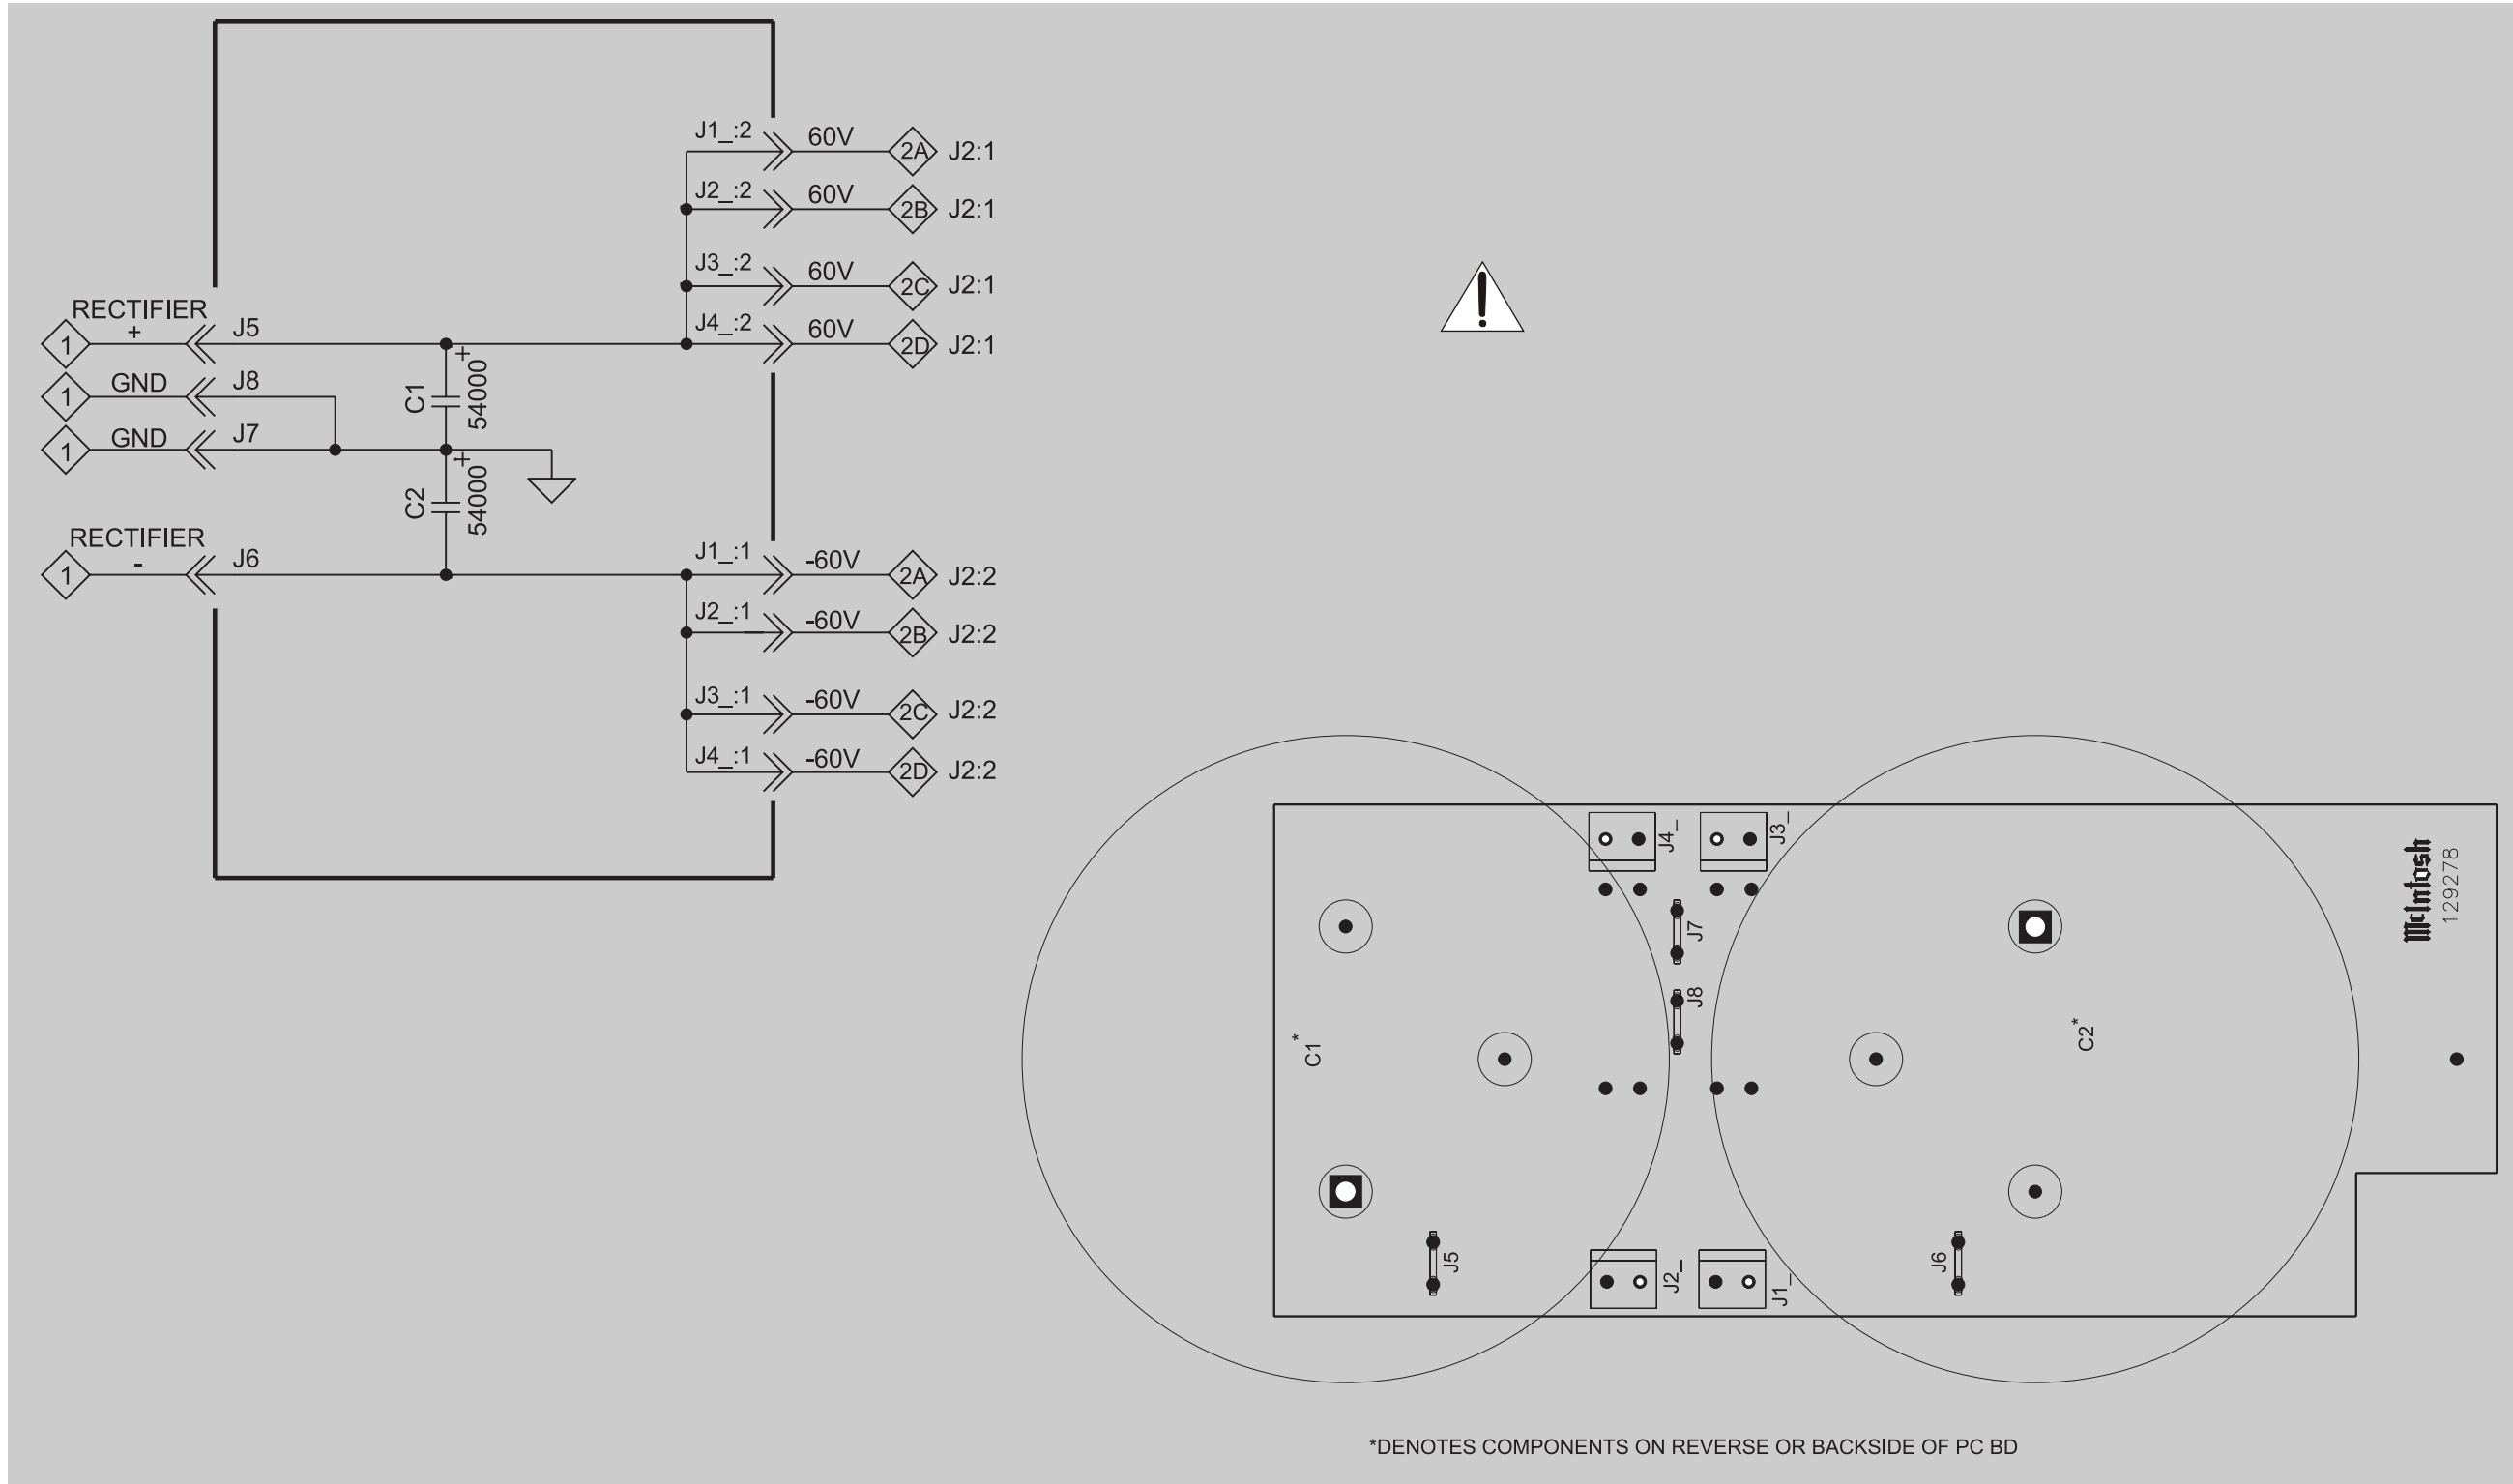 J1_:2 60V 2A J2:1
J2_:2 60V 2B J2:1
J3_:2 60V 2C J2:1
RECTIFIER
J4_:2 60V 2D J2:1
1 + J5
+
1 GND J8
C1 54000
1 GND J7
+
C2 54000
RECTIFIER
1 - J6
J1_:1 -60V 2A J2:2
J2_:1 -60V 2B J2:2
J3_:1 -60V 2C J2:2
J4_:1 -60V 2D J2:2
!
J4_
J3_
McIntosh
129278
J7
J8
C1*
C2*
J5
J2_
J1_
J6
*DENOTES COMPONENTS ON REVERSE OR BACKSIDE OF PC BD